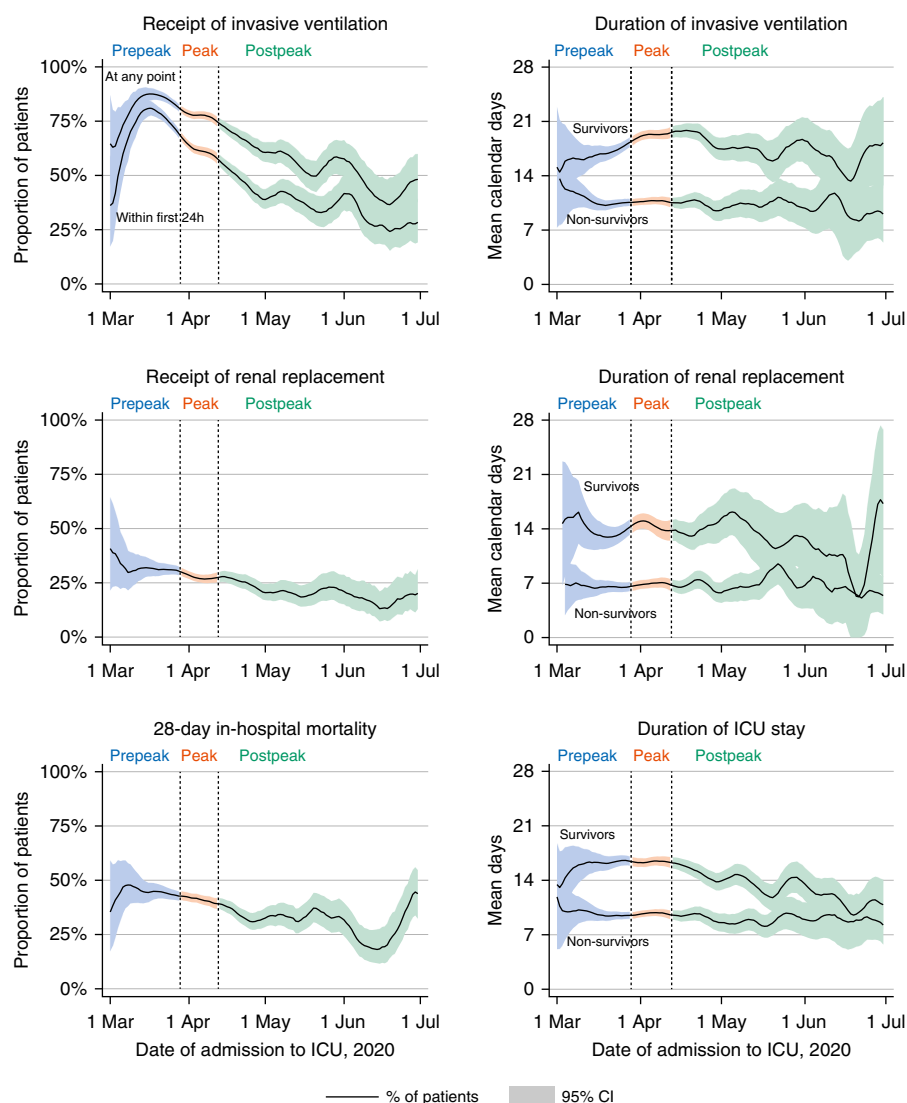 Receipt of invasive ventilation
Prepeak Peak Postpeak
100%
75%
50%
25%
0%
At any point
Within first 24h
Proportion of patients
1 Mar 1 Apr 1 May 1 Jun 1 Jul
Duration of invasive ventilation
Prepeak Peak Postpeak
28
21
14
7
0
Survivors
Non-survivors
Mean calendar days
1 Mar 1 Apr 1 May 1 Jun 1 Jul
Receipt of renal replacement
Prepeak Peak Postpeak
100%
75%
50%
25%
0%
Proportion of patients
1 Mar 1 Apr 1 May 1 Jun 1 Jul
Duration of renal replacement
Prepeak Peak Postpeak
28
21
14
7
0
Survivors
Non-survivors
Mean calendar days
1 Mar 1 Apr 1 May 1 Jun 1 Jul
28-day in-hospital mortality
Prepeak Peak Postpeak
100%
75%
50%
25%
0%
Proportion of patients
1 Mar 1 Apr 1 May 1 Jun 1 Jul
Date of admission to ICU, 2020
Duration of ICU stay
Prepeak Peak Postpeak
28
21
14
7
0
Survivors
Non-survivors
Mean days
1 Mar 1 Apr 1 May 1 Jun 1 Jul
Date of admission to ICU, 2020
% of patients 95% CI